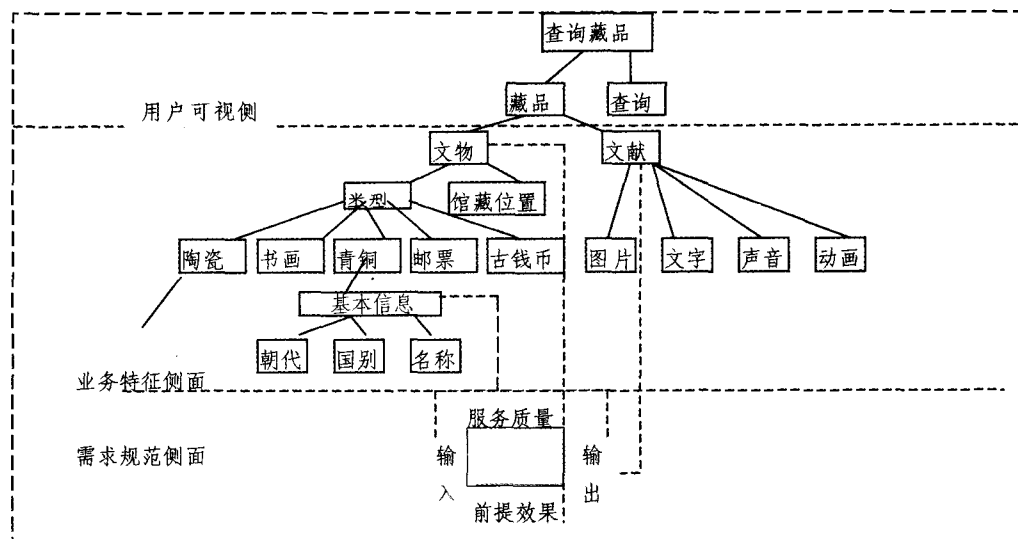 查询藏品
藏品
查询
用户可视侧
文物
文献
类型
馆藏位置
陶瓷
书画
青铜
邮票
古钱币
图片
文字
声音
动画
基本信息
朝代
国别
名称
业务特征侧面
服务质量
需求规范侧面
输入
输出
前提效果